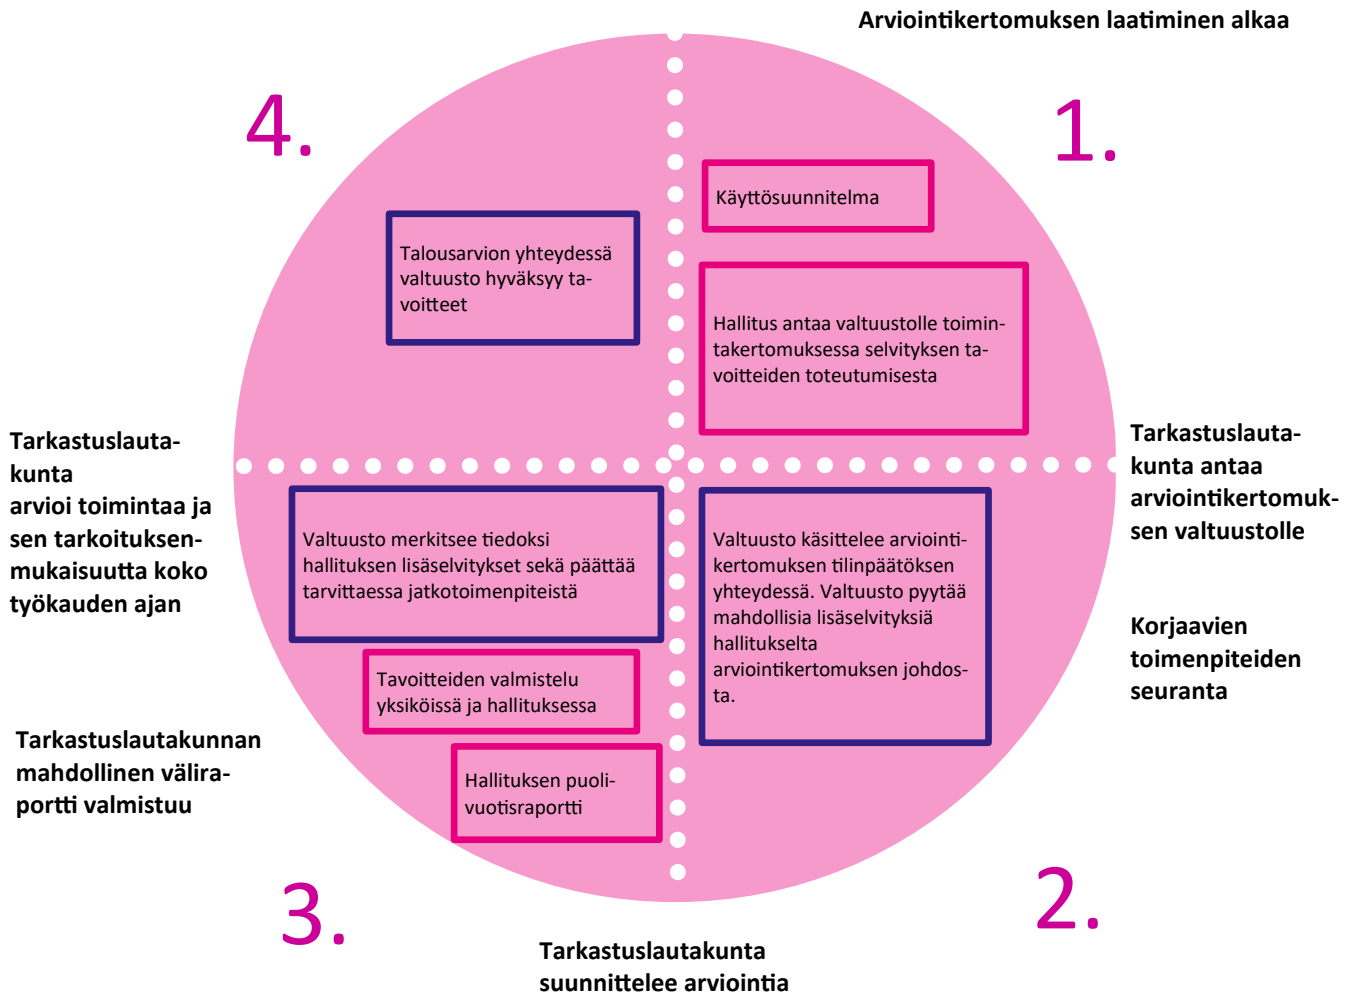 Arviointikertomuksen laatiminen alkaa
4.
1.
Käyttösuunnitelma
Talousarvion yhteydessä
valtuusto hyväksyy ta-
voitteet
Hallitus antaa valtuustolle toimin-
takertomuksessa selvityksen ta-
voitteiden toteutumisesta
Tarkastuslauta-
kunta
arvioi toimintaa ja
sen tarkoituksen-
mukaisuutta koko
työkauden ajan
Tarkastuslauta-
kunta antaa
arviointikertomuk-
sen valtuustolle
Valtuusto merkitsee tiedoksi
hallituksen lisäselvitykset sekä päättää
tarvittaessa jatkotoimenpiteistä
Valtuusto käsittelee arviointi-
kertomuksen tilinpäätöksen
yhteydessä. Valtuusto pyytää
mahdollisia lisäselvityksiä
hallitukselta
arviointikertomuksen johdos-
ta.
Korjaavien
toimenpiteiden
seuranta
Tavoitteiden valmistelu
yksiköissä ja hallituksessa
Tarkastuslautakunnan
mahdollinen välira-
portti valmistuu
Hallituksen puoli-
vuotisraportti
3.
2.
Tarkastuslautakunta
suunnittelee arviointia